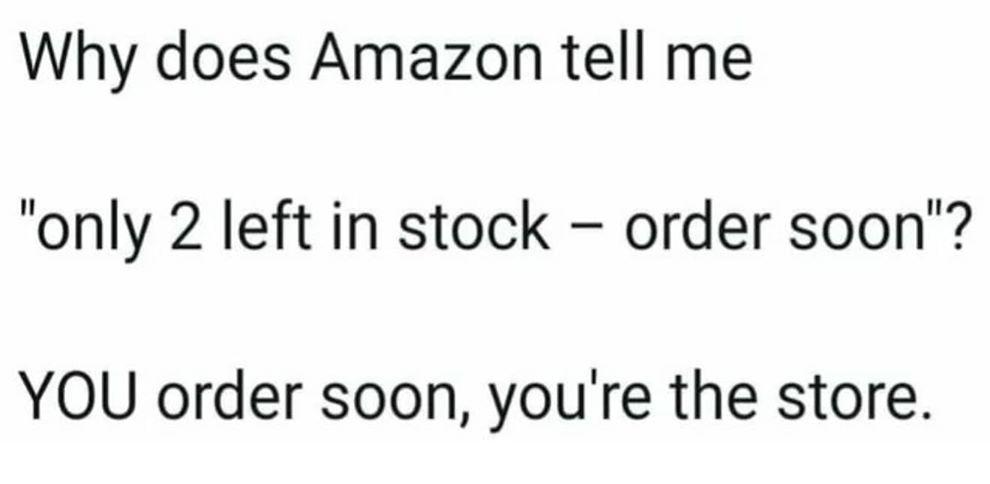 Why does Amazon tell me
"only 2 left in stock – order soon"?
YOU order soon, you're the store.